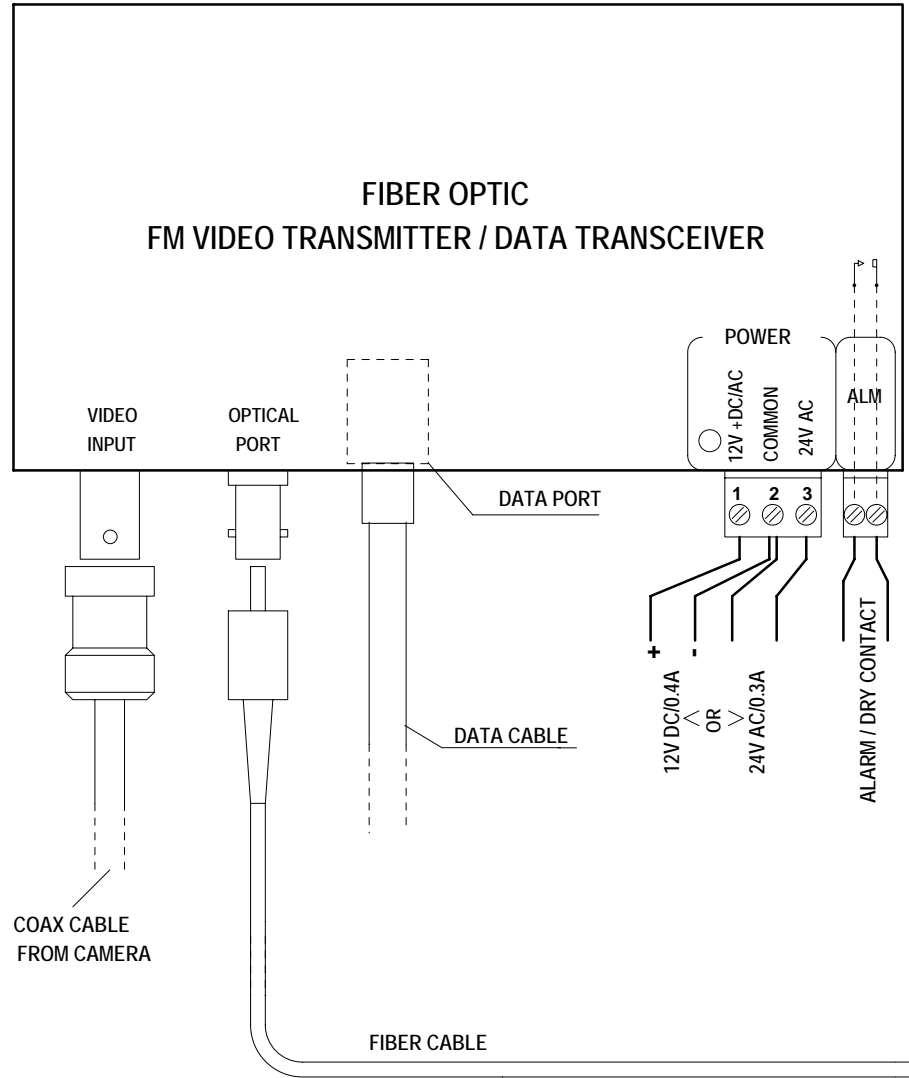 FIBER OPTIC
FM VIDEO TRANSMITTER / DATA TRANSCEIVER
POWER
12V +DC/AC
COMMON
24V AC
ALM
VIDEO
INPUT
OPTICAL
PORT
DATA PORT
1 2 3
+ -
12V DC/0.4A
< OR >
24V AC/0.3A
ALARM / DRY CONTACT
DATA CABLE
COAX CABLE
FROM CAMERA
FIBER CABLE